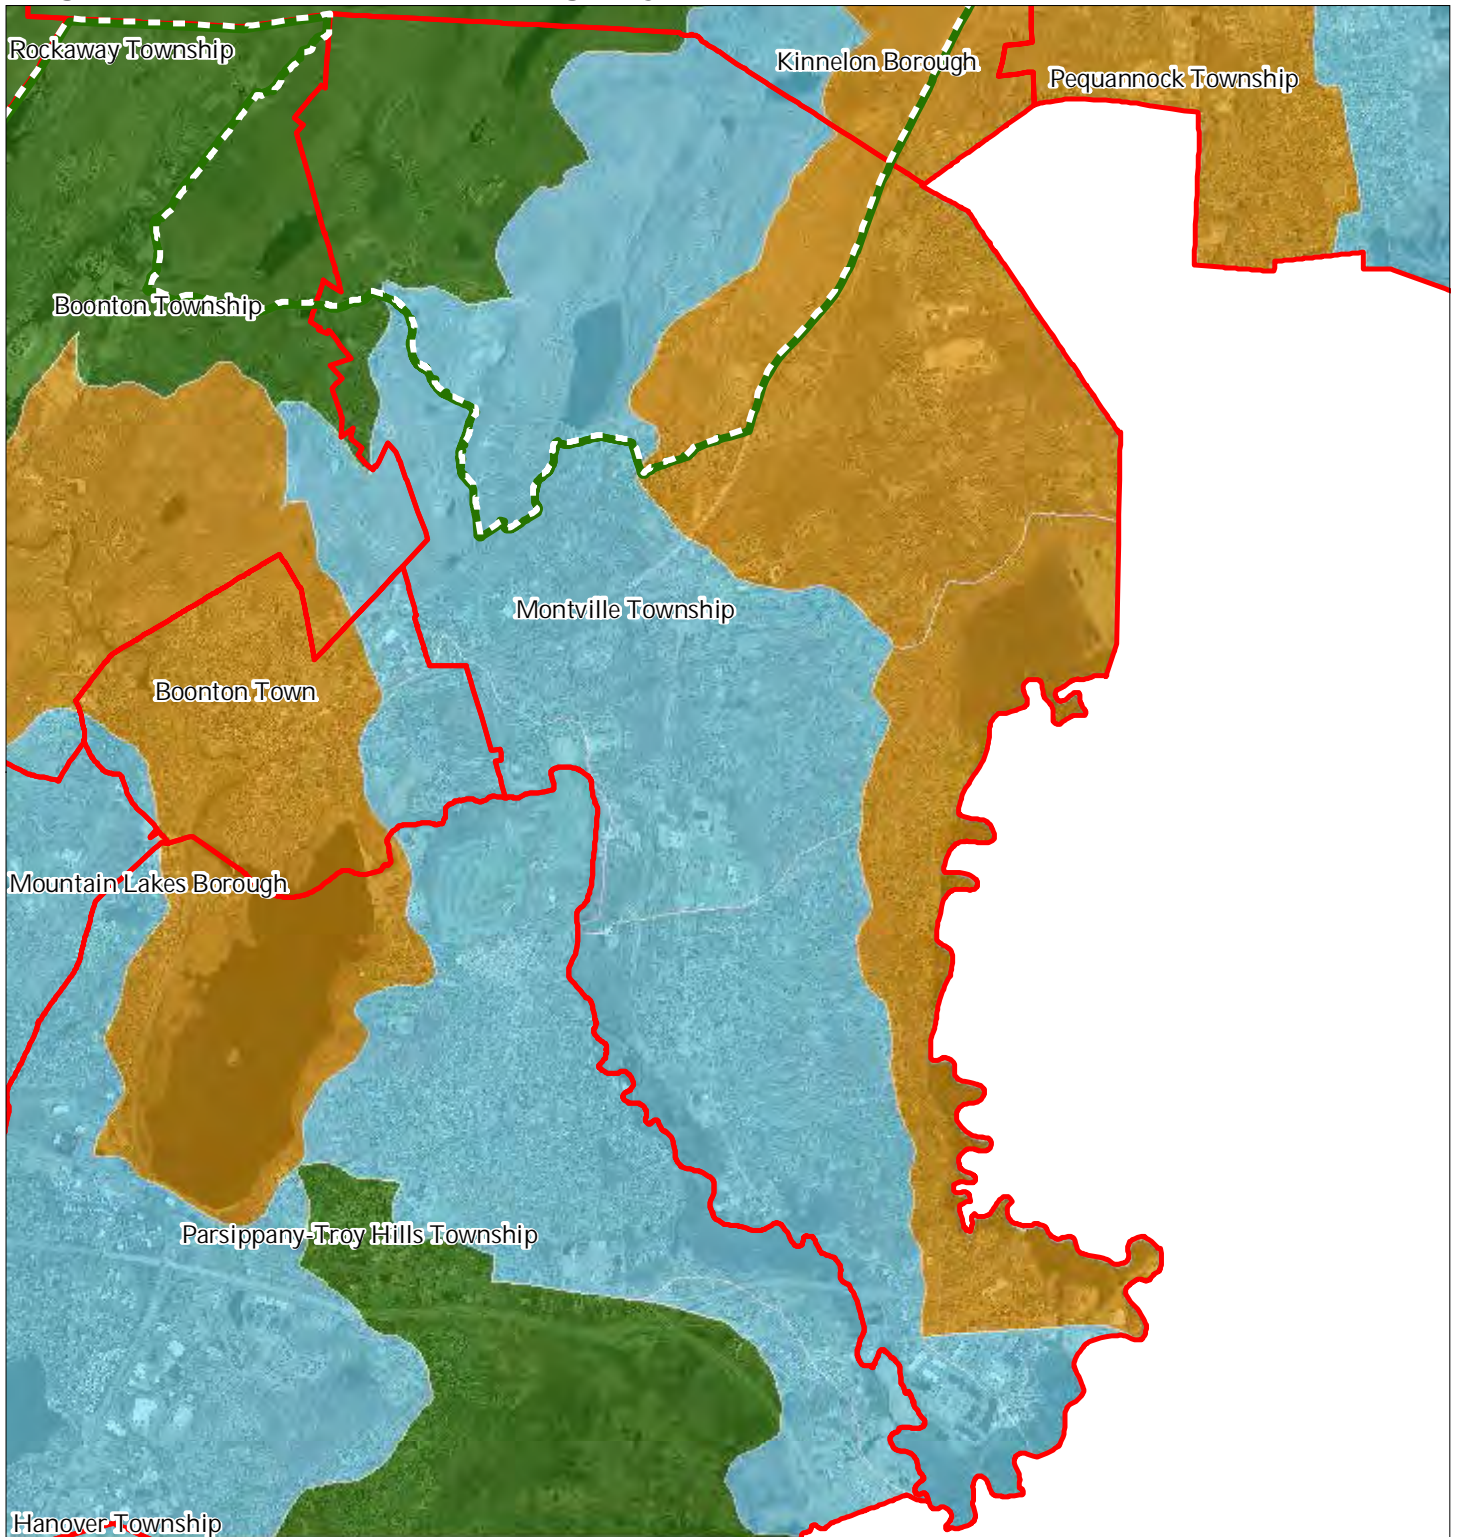 Rockaway Township
Kinnelon Borough
Pequannock Township
Boonton Township
Montville Township
Boonton Town
Mountain Lakes Borough
Parsippany-Troy Hills Township
Hanover Township